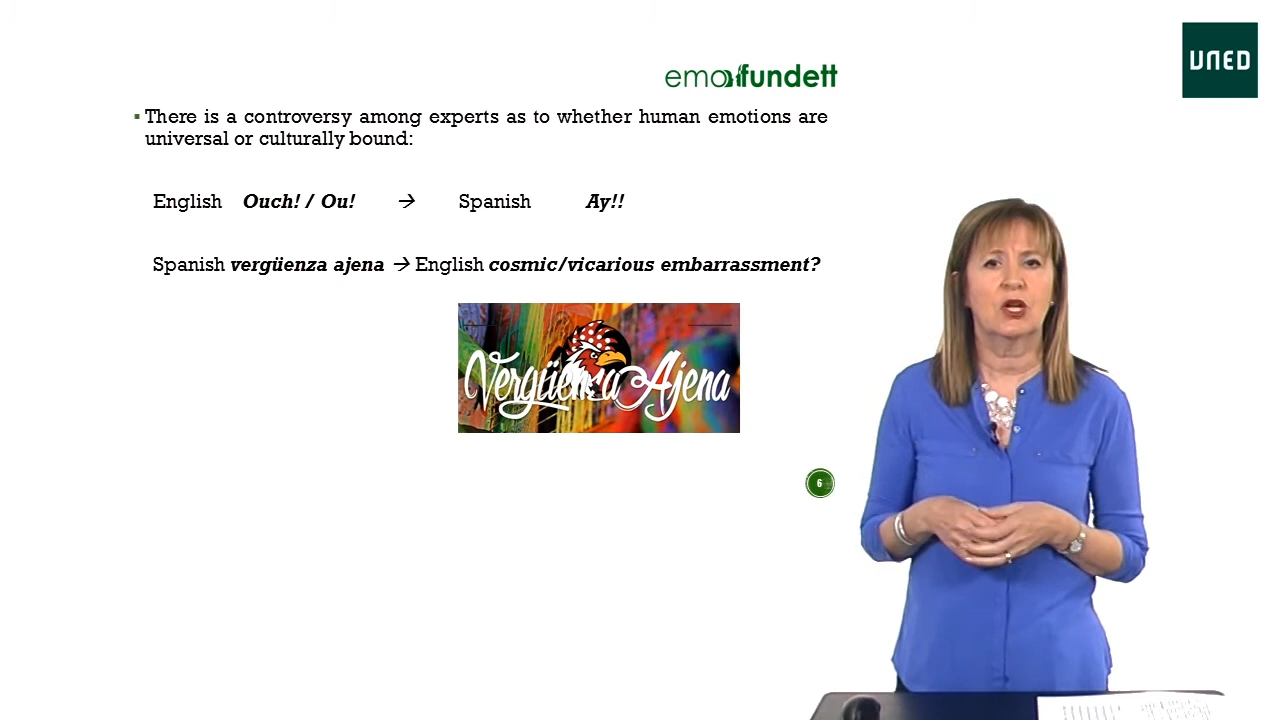 UNED
emofundett
▪ There is a controversy among experts as to whether human emotions are
universal or culturally bound:
English Ouch! / Ou! → Spanish Ay!!
Spanish vergüenza ajena → English cosmic/vicarious embarrassment?
Vergüenza Ajena
6